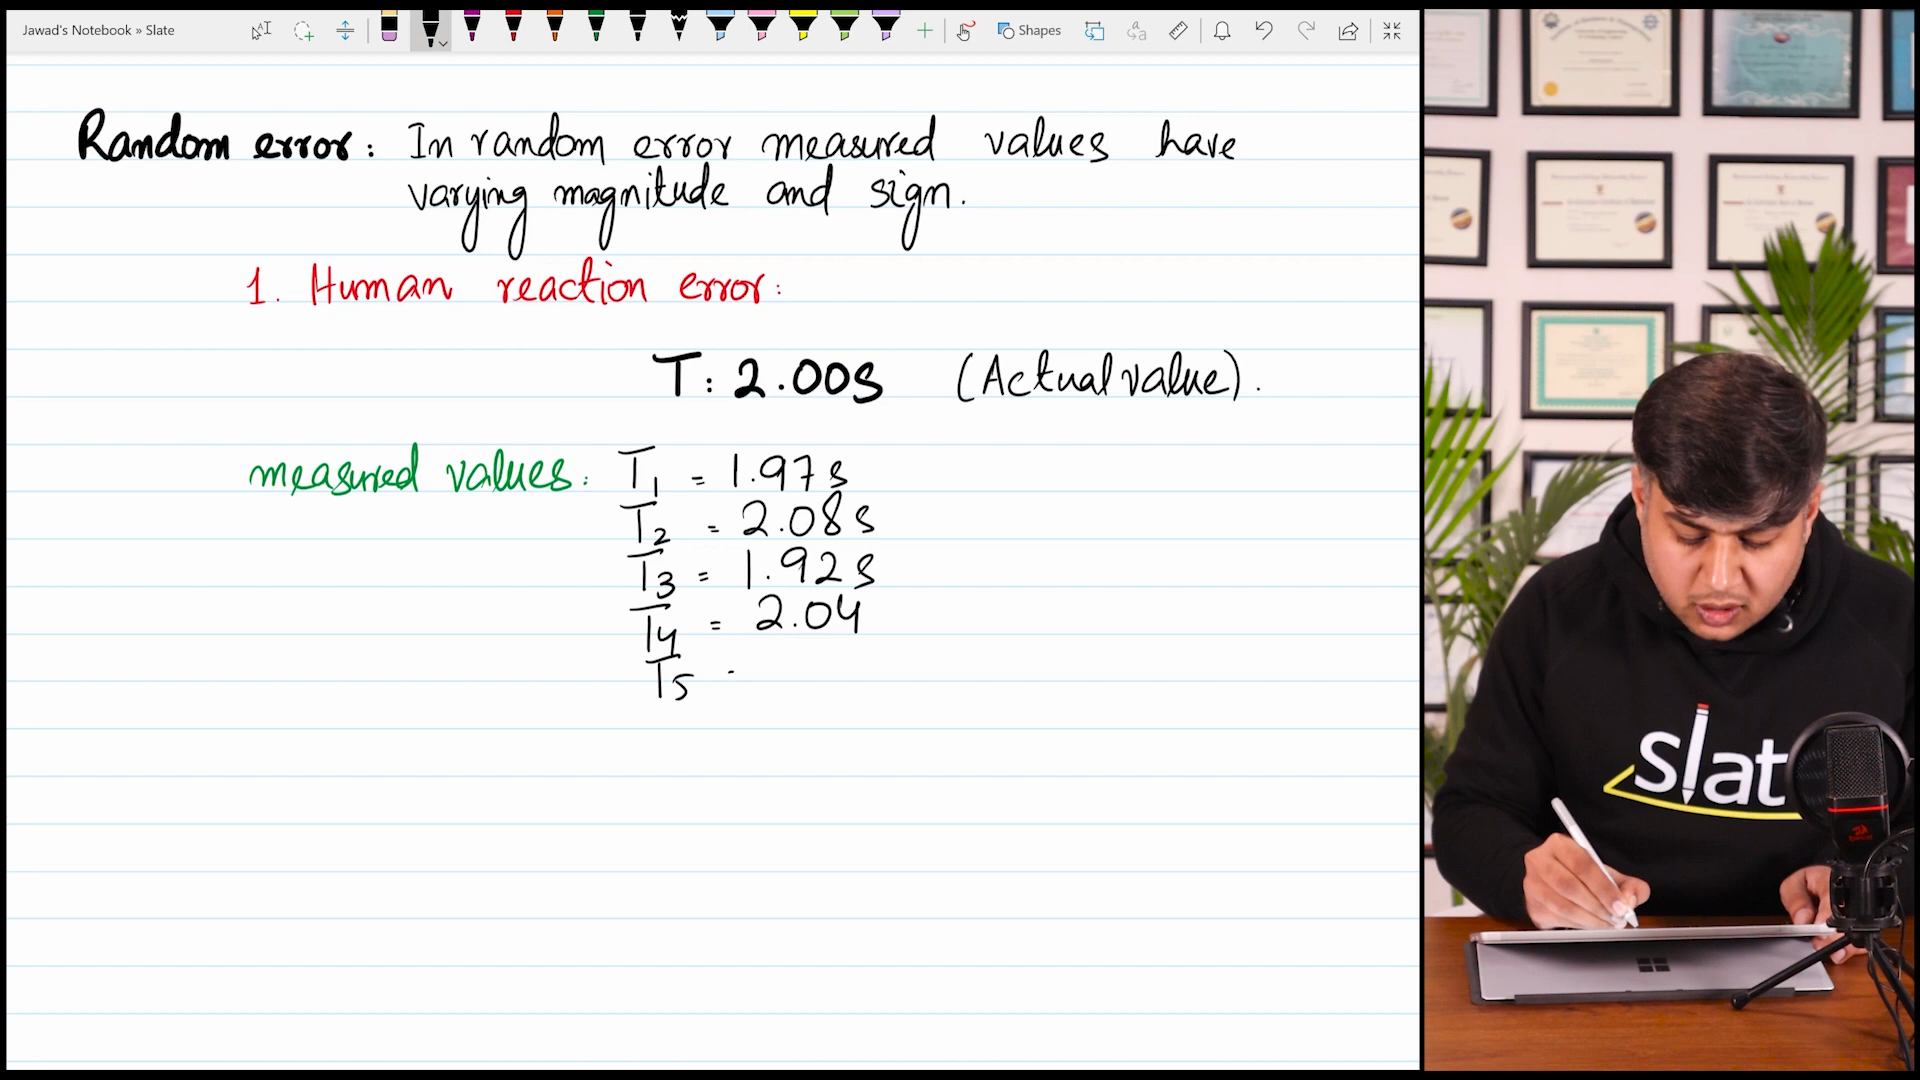 Jawad's Notebook » Slate
Shapes
Random error: In random error measured values have
varying magnitude and sign.
1. Human reaction error:
T: 2.00s (Actual value).
measured values: T1 = 1.97s
T2 = 2.08s
T3 = 1.92s
T4 = 2.04
T5 -
slat